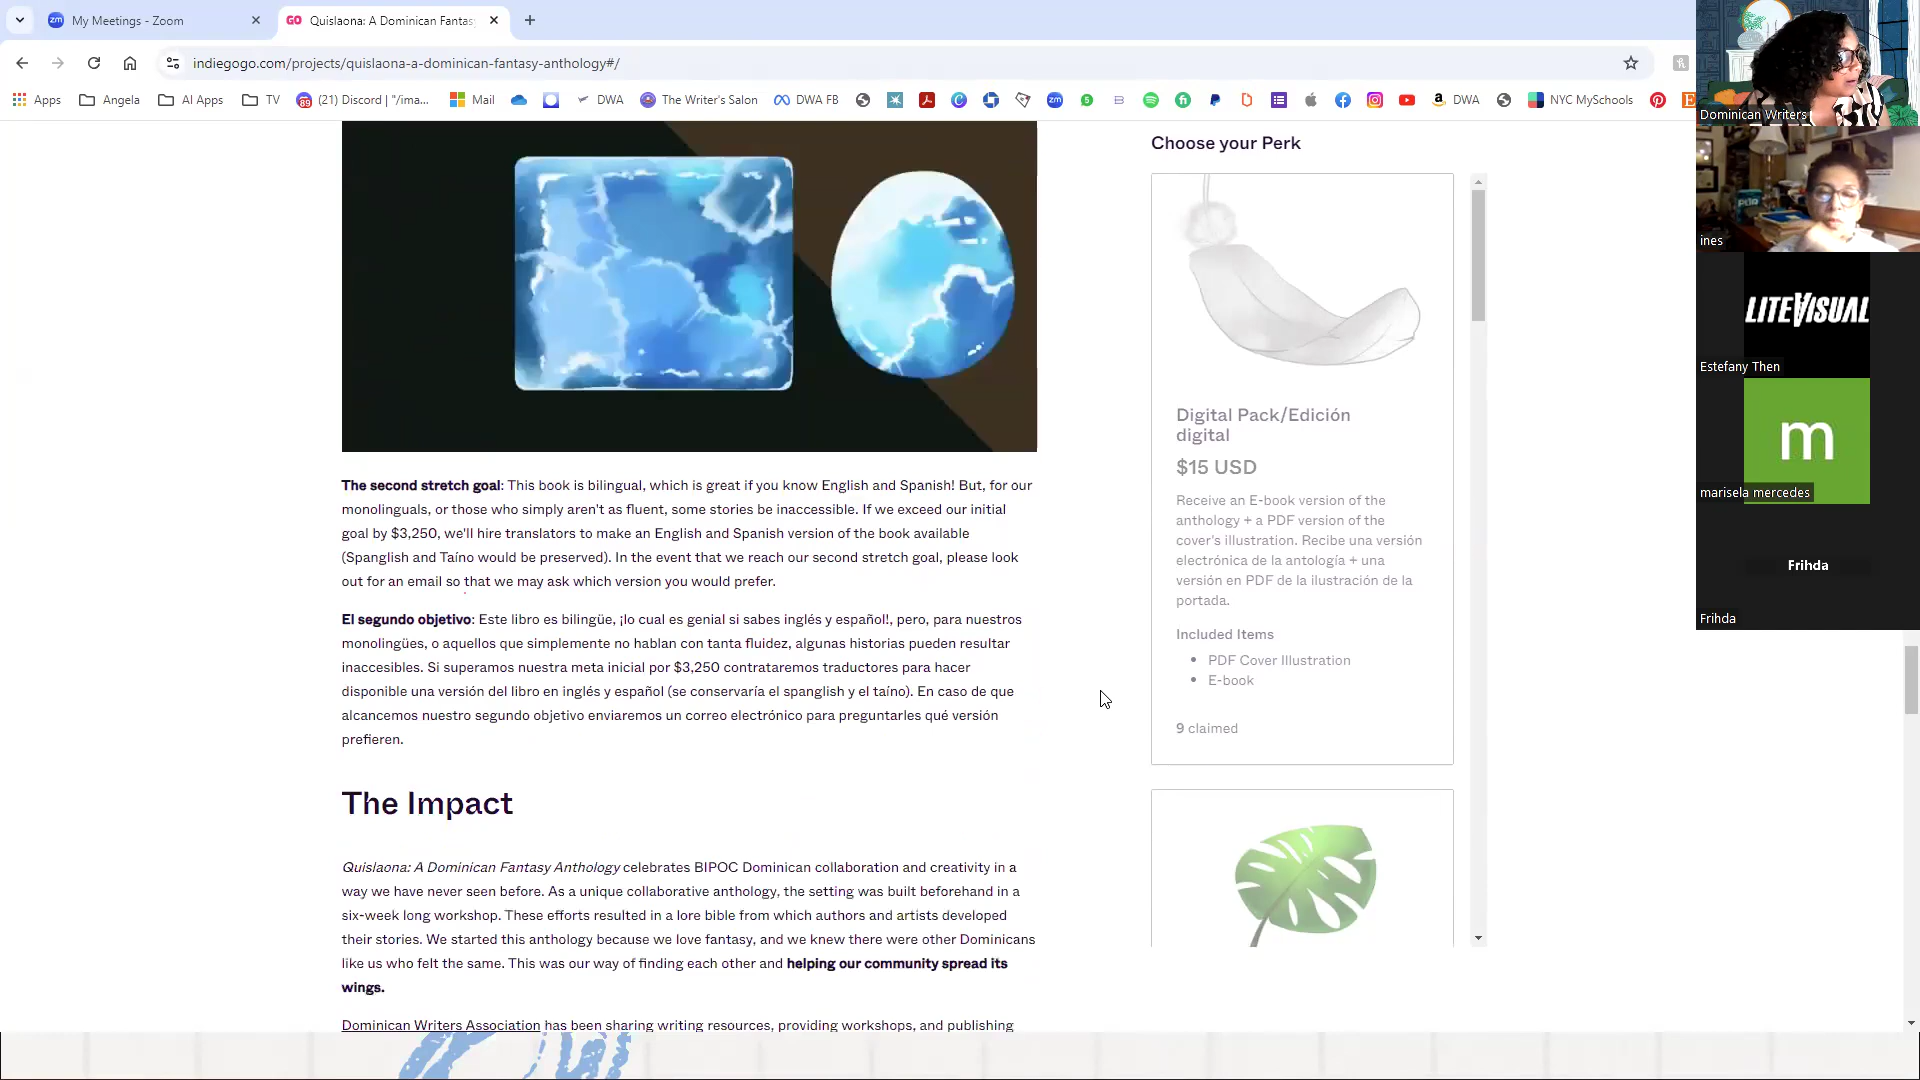 My Meetings - Zoom
Quislaona: A Dominican Fantas
indiegogo.com/projects/quislaona-a-dominican-fantasy-anthology#/
Apps
Angela
AI Apps
TV
(21) Discord | "/ima...
Mail
DWA
The Writer's Salon
DWA FB
DWA
NYC MySchools
Choose your Perk
Digital Pack/Edición
digital
$15 USD
Receive an E-book version of the
anthology + a PDF version of the
cover's illustration. Recibe una versión
electrónica de la antología + una
versión en PDF de la ilustración de la
portada.
Included Items
PDF Cover Illustration
E-book
9 claimed
The second stretch goal: This book is bilingual, which is great if you know English and Spanish! But, for our
monolinguals, or those who simply aren't as fluent, some stories be inaccessible. If we exceed our initial
goal by $3,250, we'll hire translators to make an English and Spanish version of the book available
(Spanglish and Taíno would be preserved). In the event that we reach our second stretch goal, please look
out for an email so that we may ask which version you would prefer.
El segundo objetivo: Este libro es bilingüe, ¡lo cual es genial si sabes inglés y español!, pero, para nuestros
monolingües, o aquellos que simplemente no hablan con tanta fluidez, algunas historias pueden resultar
inaccesibles. Si superamos nuestra meta inicial por $3,250 contrataremos traductores para hacer
disponible una versión del libro en inglés y español (se conservaría el spanglish y el taíno). En caso de que
alcancemos nuestro segundo objetivo enviaremos un correo electrónico para preguntarles qué versión
prefieren.
The Impact
Quislaona: A Dominican Fantasy Anthology celebrates BIPOC Dominican collaboration and creativity in a
way we have never seen before. As a unique collaborative anthology, the setting was built beforehand in a
six-week long workshop. These efforts resulted in a lore bible from which authors and artists developed
their stories. We started this anthology because we love fantasy, and we knew there were other Dominicans
like us who felt the same. This was our way of finding each other and helping our community spread its
wings.
Dominican Writers Association has been sharing writing resources, providing workshops, and publishing
Dominican Writers
ines
LITEVISUAL
Estefany Then
m
marisela mercedes
Frihda
Frihda